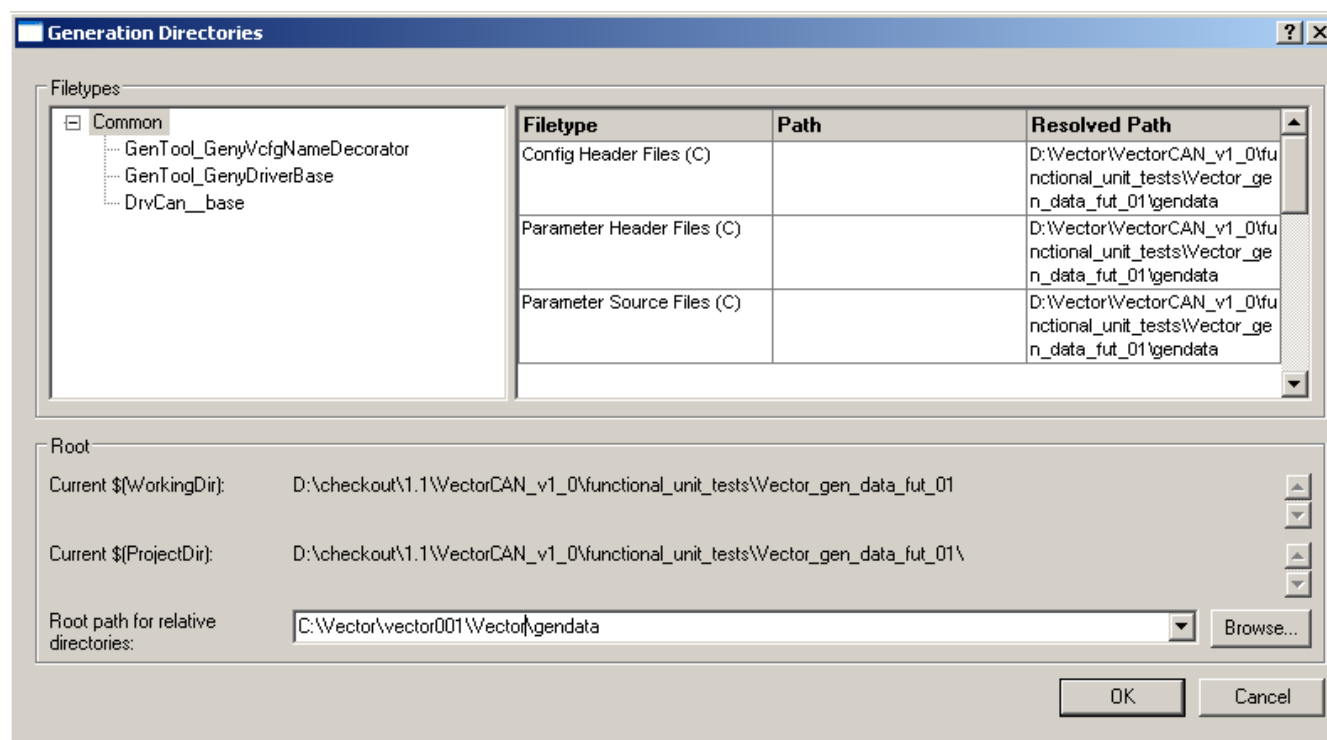 Generation Directories
Filetypes
Common
GenTool_GenyVcfgNameDecorator
GenTool_GenyDriverBase
DrvCan__base
Filetype Path Resolved Path
Config Header Files (C) D:\Vector\VectorCAN_v1_0\fu
nctional_unit_tests\Vector_ge
n_data_fut_01\gendata
Parameter Header Files (C) D:\Vector\VectorCAN_v1_0\fu
nctional_unit_tests\Vector_ge
n_data_fut_01\gendata
Parameter Source Files (C) D:\Vector\VectorCAN_v1_0\fu
nctional_unit_tests\Vector_ge
n_data_fut_01\gendata
Root
Current $(WorkingDir): D:\checkout\1.1\VectorCAN_v1_0\functional_unit_tests\Vector_gen_data_fut_01
Current $(ProjectDir): D:\checkout\1.1\VectorCAN_v1_0\functional_unit_tests\Vector_gen_data_fut_01\
Root path for relative
directories:
C:\Vector\vector001\Vector\gendata
Browse...
OK Cancel